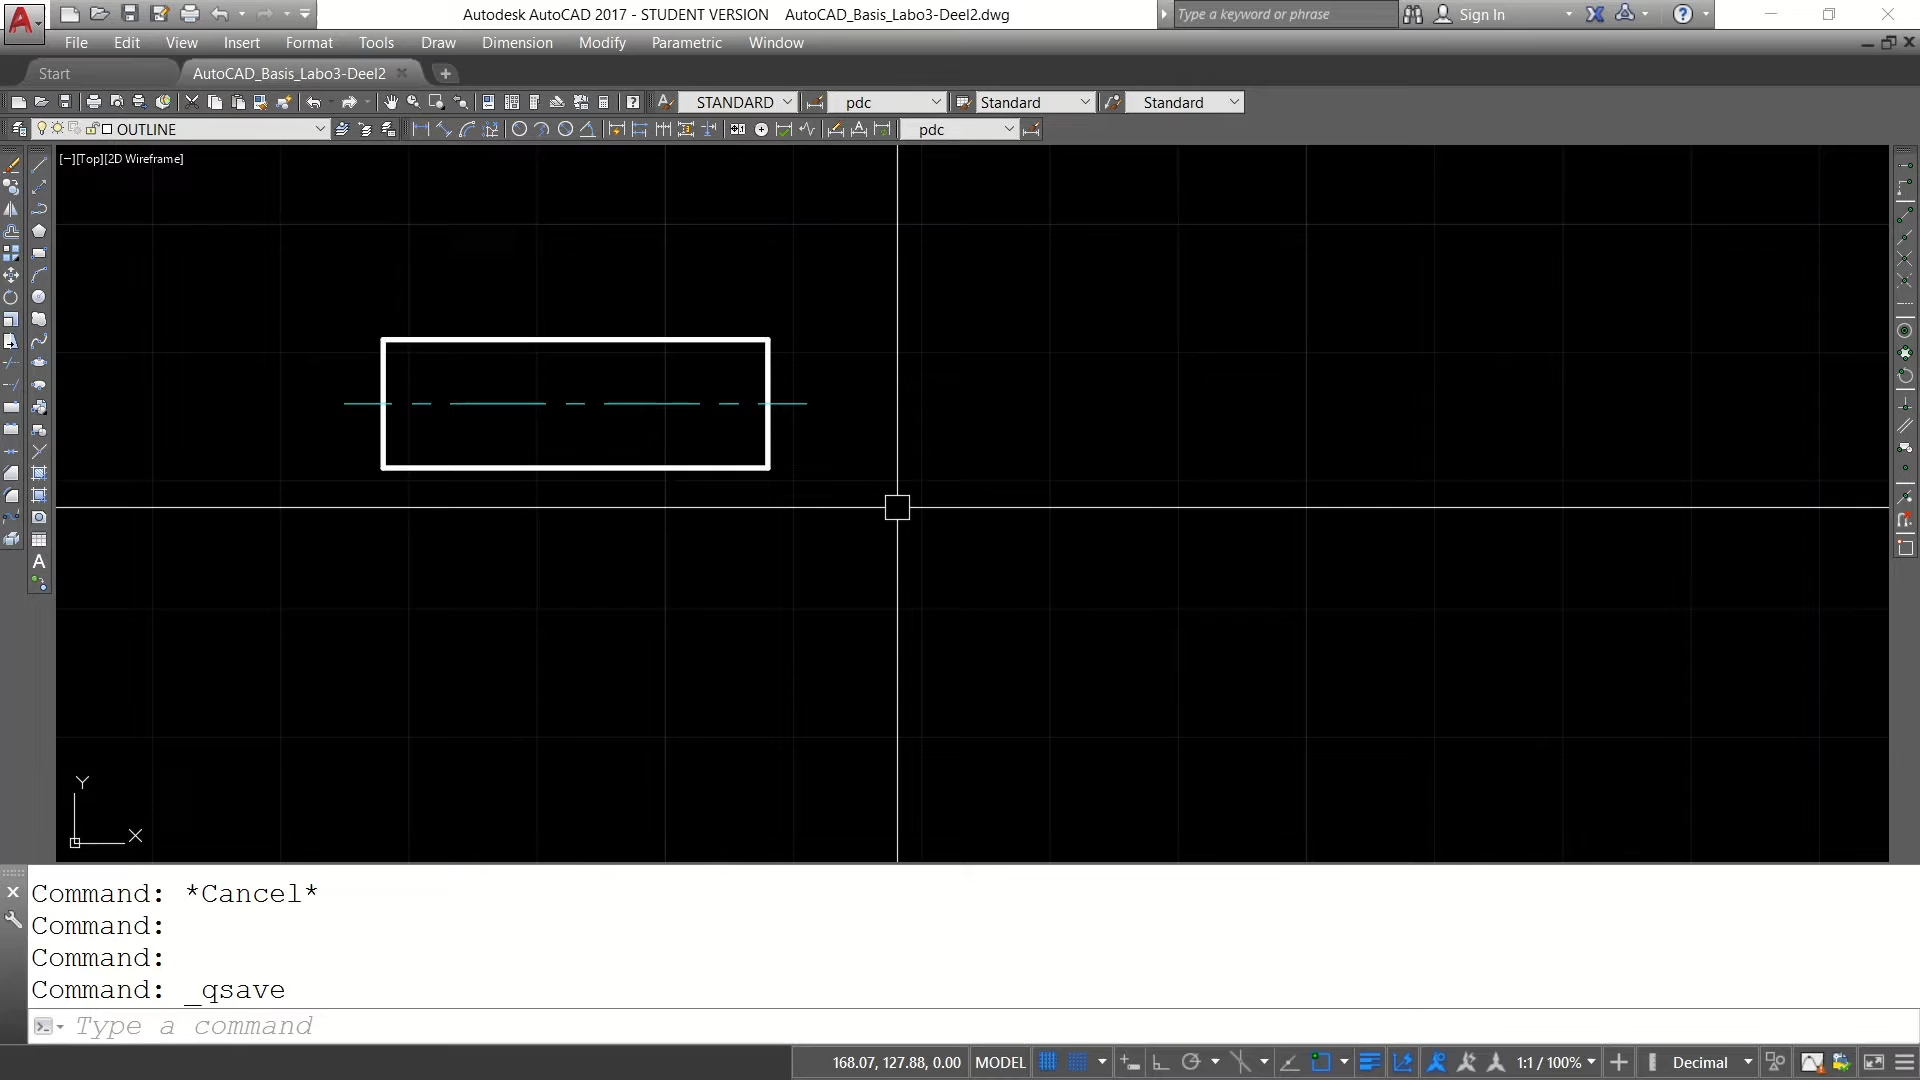 Autodesk AutoCAD 2017 - STUDENT VERSION AutoCAD_Basis_Labo3-Deel2.dwg
Type a keyword or phrase
Sign In
File Edit View Insert Format Tools Draw Dimension Modify Parametric Window
Start
AutoCAD_Basis_Labo3-Deel2
STANDARD
pdc
Standard
Standard
OUTLINE
pdc
[−][Top][2D Wireframe]
Y
X
Command: *Cancel*
Command:
Command:
Command: _qsave
Type a command
168.07, 127.88, 0.00 MODEL 1:1 / 100% Decimal